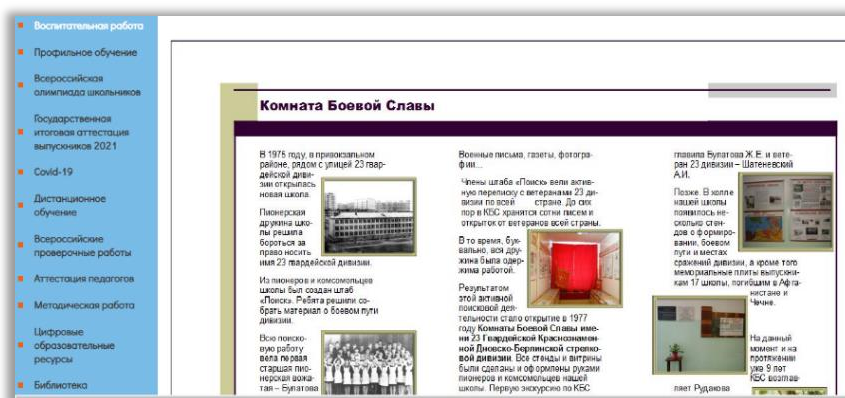 Воспитательная работа
Профильное обучение
Всероссийская
олимпиада школьников
Государственная
итоговая аттестация
выпускников 2021
Covid-19
Дистанционное
обучение
Всероссийские
проверочные работы
Аттестация педагогов
Методическая работа
Цифровые
образовательные
ресурсы
Библиотека
Комната Боевой Славы
В 1975 году, в привокзальном
районе, рядом с улицей 23 гвар-
дейской диви-
зии открылась
новая школа.
Пионерская
дружина шко-
лы решила
бороться за
право носить
имя 23 гвардейской дивизии.
Из пионеров и комсомольцев
школы был создан штаб
«Поиск». Ребята решили со-
брать материал о боевом пути
дивизии.
Всю поиско-
вую работу
вела первая
старшая пио-
нерская вожа-
тая – Булатова
Военные письма, газеты, фотогра-
фии...
Члены штаба «Поиск» вели актив-
ную переписку с ветеранами 23 ди-
визии по всей стране. До сих
пор в КБС хранятся сотни писем и
открыток от ветеранов всей страны.
В то время, бук-
вально, вся дру-
жина была одер-
жима работой.
Результатом
этой активной
поисковой дея-
тельности стало открытие в 1977
году Комнаты Боевой Славы име-
ни 23 Гвардейской Краснознамен-
ной Дновско-Берлинской стрелко-
вой дивизии. Все стенды и витрины
были сделаны и оформлены руками
пионеров и комсомольцев нашей
школы. Первую экскурсию по КБС
главила Булатова Ж.Е. и вете-
ран 23 дивизии – Шатеневский
А.И.
Позже. В холле
нашей школы
появилось не-
сколько стен-
дов о формиро-
вании, боевом
пути и местах
сражений дивизии, а кроме того
мемориальные плиты выпускни-
кам 17 школы, погибшим в Афга-
нистане и
Чечне.
На данный
момент и на
протяжении
уже 9 лет
КБС возглав-
ляет Рудакова